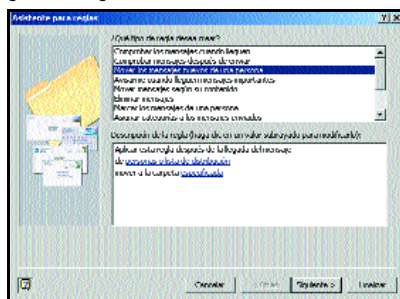 Asistente para reglas
¿Qué tipo de regla desea crear?
Comprobar los mensajes cuando lleguen
Comprobar mensajes después de enviar
Mover los mensajes nuevos de una persona
Avisarme cuando lleguen mensajes importantes
Mover mensajes según su contenido
Eliminar mensajes
Marcar los mensajes de una persona
Asignar categorías a los mensajes enviados
Descripción de la regla (haga clic en un valor subrayado para modificarlo):
Aplicar esta regla después de la llegada del mensaje
de personas o lista de distribución
mover a la carpeta especificada
Cancelar
< Atrás
Siguiente >
Finalizar